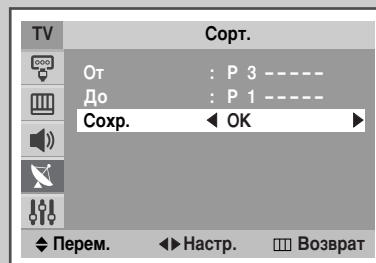 TV Сорт.
От : P 3 -----
До : P 1 -----
Сохр. ◀ OK ▶
Перем. Настр. Возврат